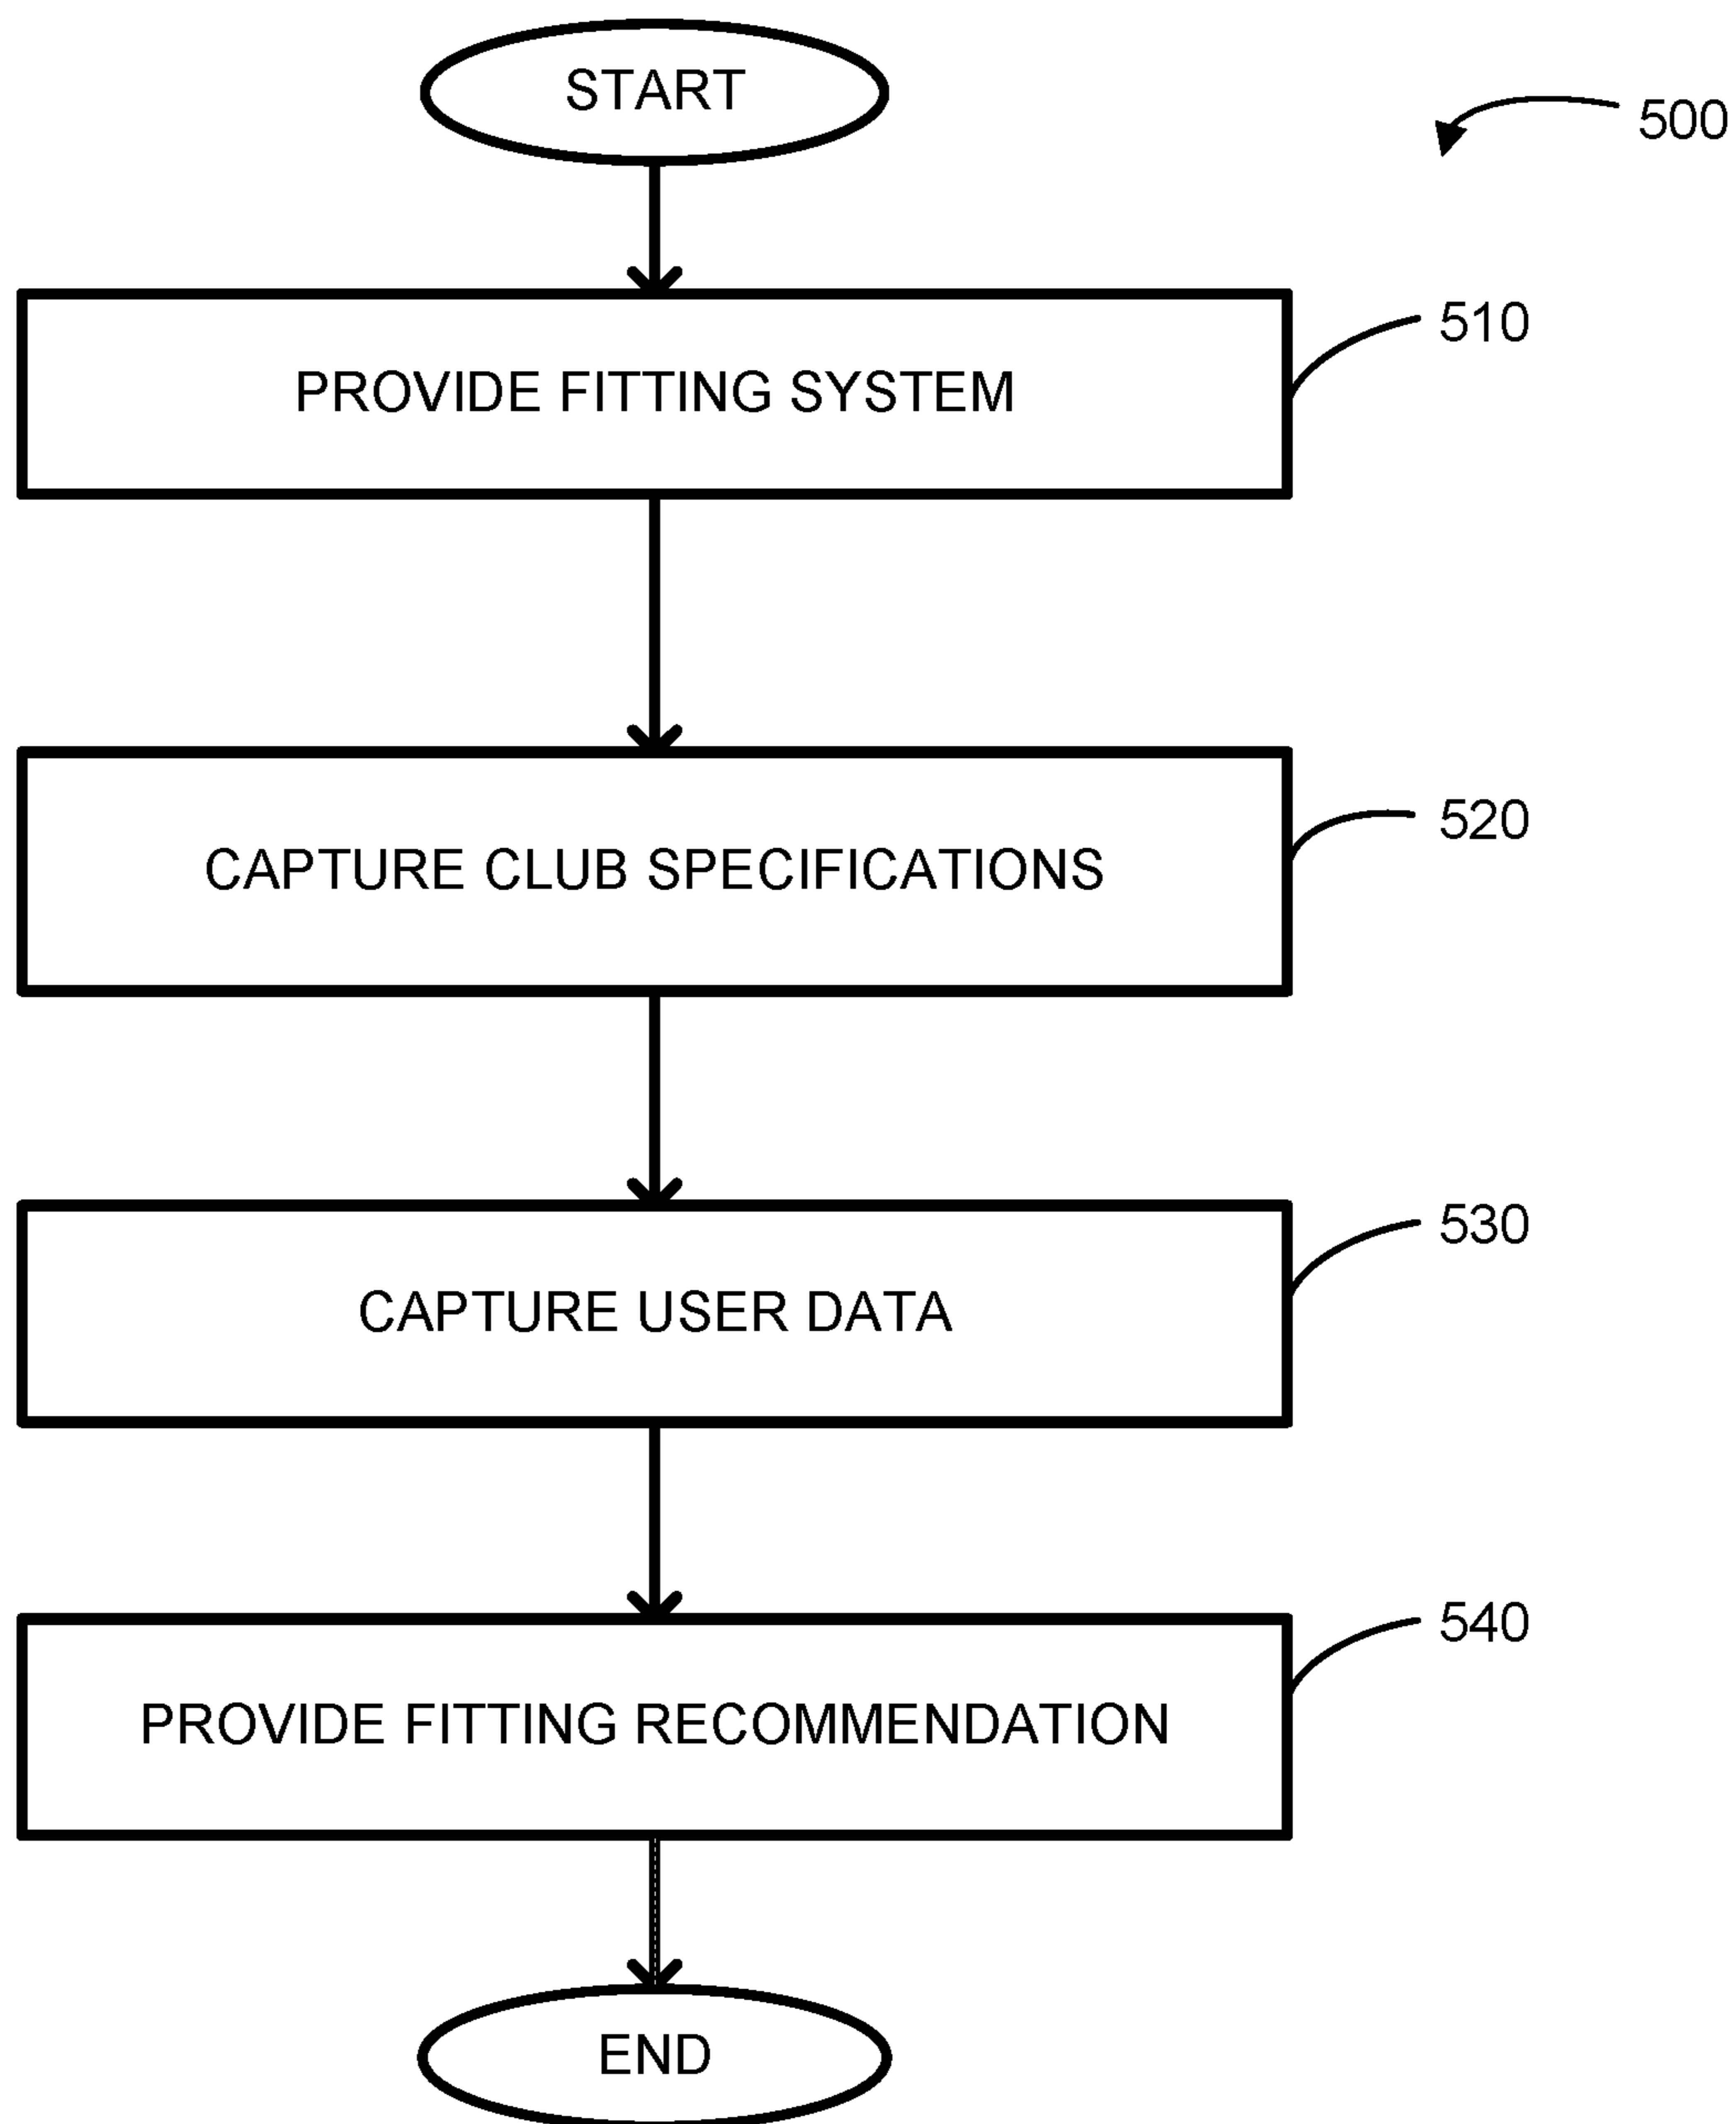 START
500
PROVIDE FITTING SYSTEM
510
CAPTURE CLUB SPECIFICATIONS
520
CAPTURE USER DATA
530
PROVIDE FITTING RECOMMENDATION
540
END